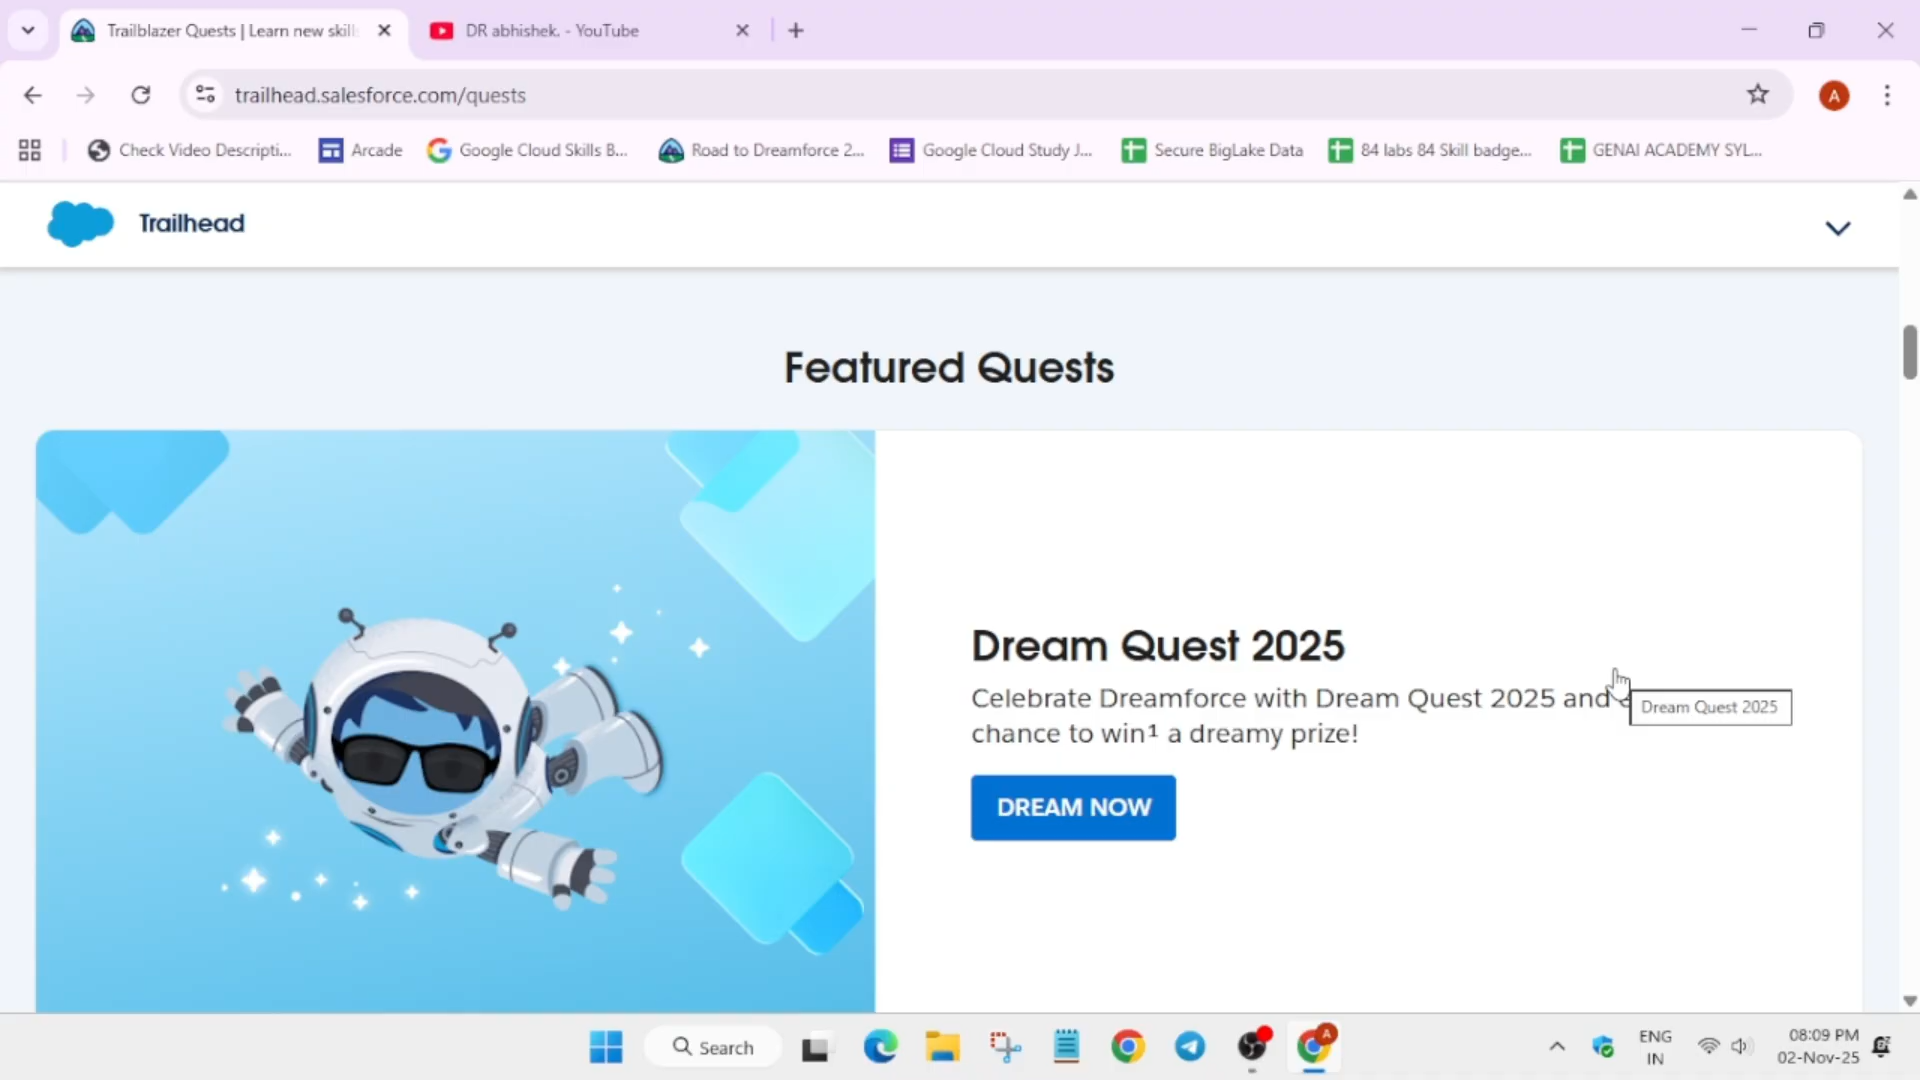 Trailblazer Quests | Learn new skill
DR abhishek. - YouTube
trailhead.salesforce.com/quests
A
Check Video Descripti...
Arcade
Google Cloud Skills B...
Road to Dreamforce 2...
Google Cloud Study J...
Secure BigLake Data
84 labs 84 Skill badge...
GENAI ACADEMY SYL...
Trailhead
Featured Quests
Dream Quest 2025
Celebrate Dreamforce with Dream Quest 2025 and
chance to win¹ a dreamy prize!
Dream Quest 2025
DREAM NOW
Search
A
ENG
IN
08:09 PM
02-Nov-25